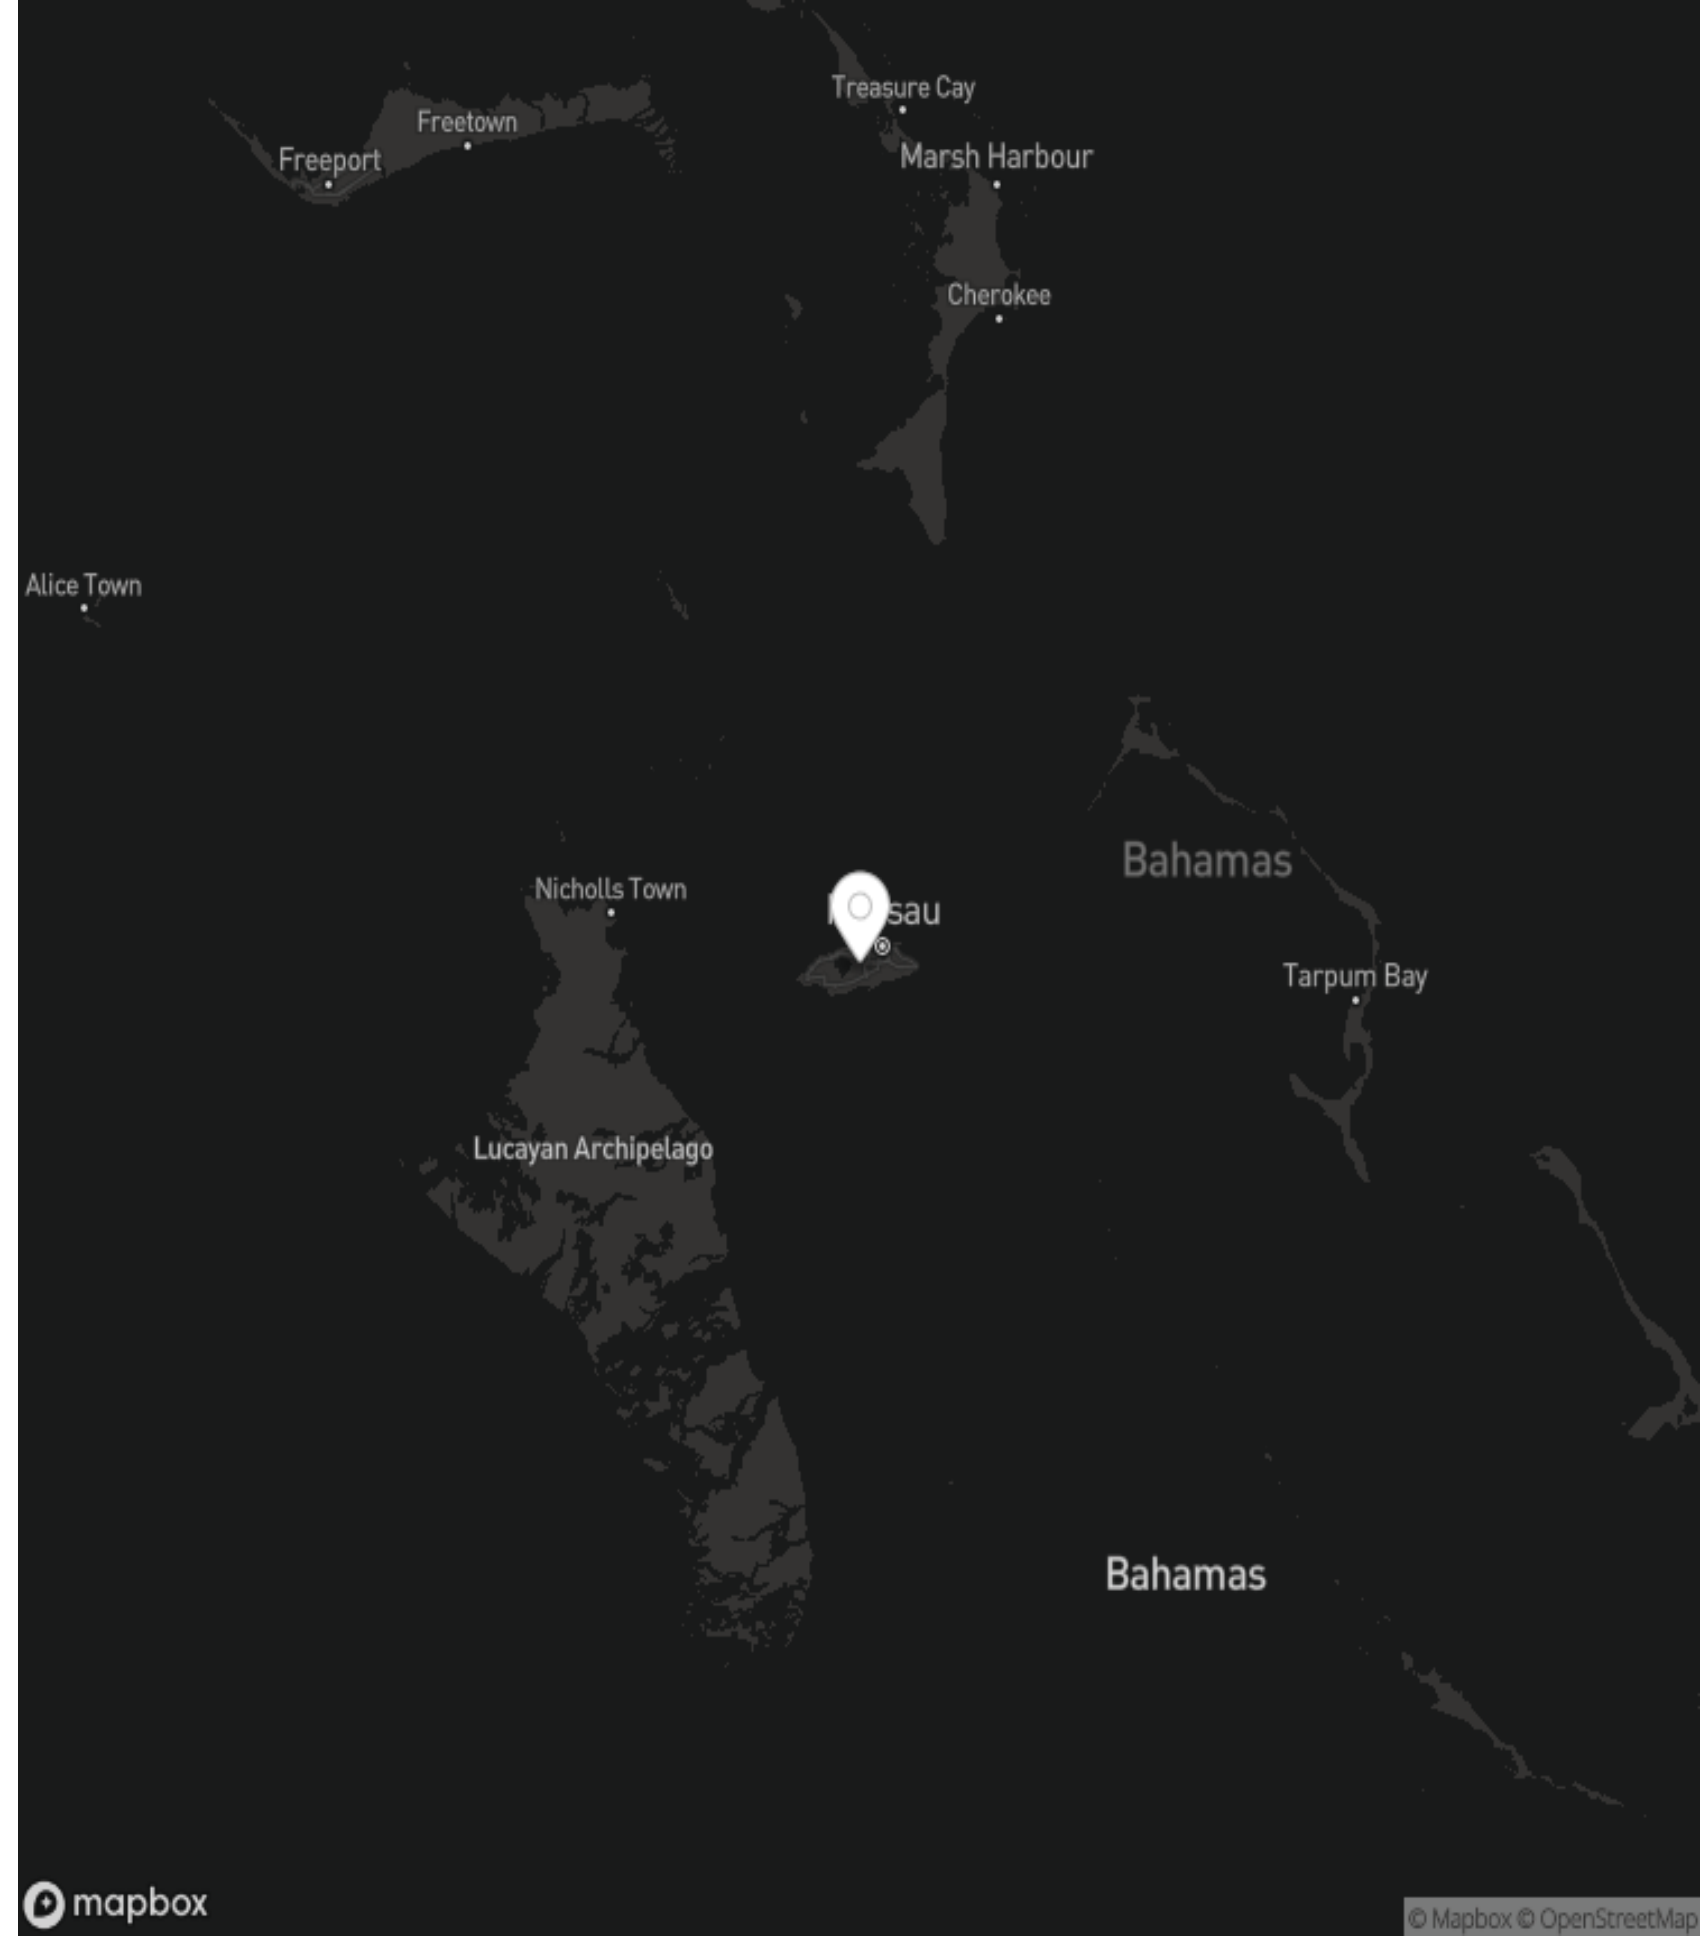 Treasure Cay
Freetown
Freeport
Marsh Harbour
Cherokee
Alice Town
Bahamas
Nicholls Town
Tarpum Bay
Lucayan Archipelago
Bahamas
mapbox
© Mapbox © OpenStreetMap